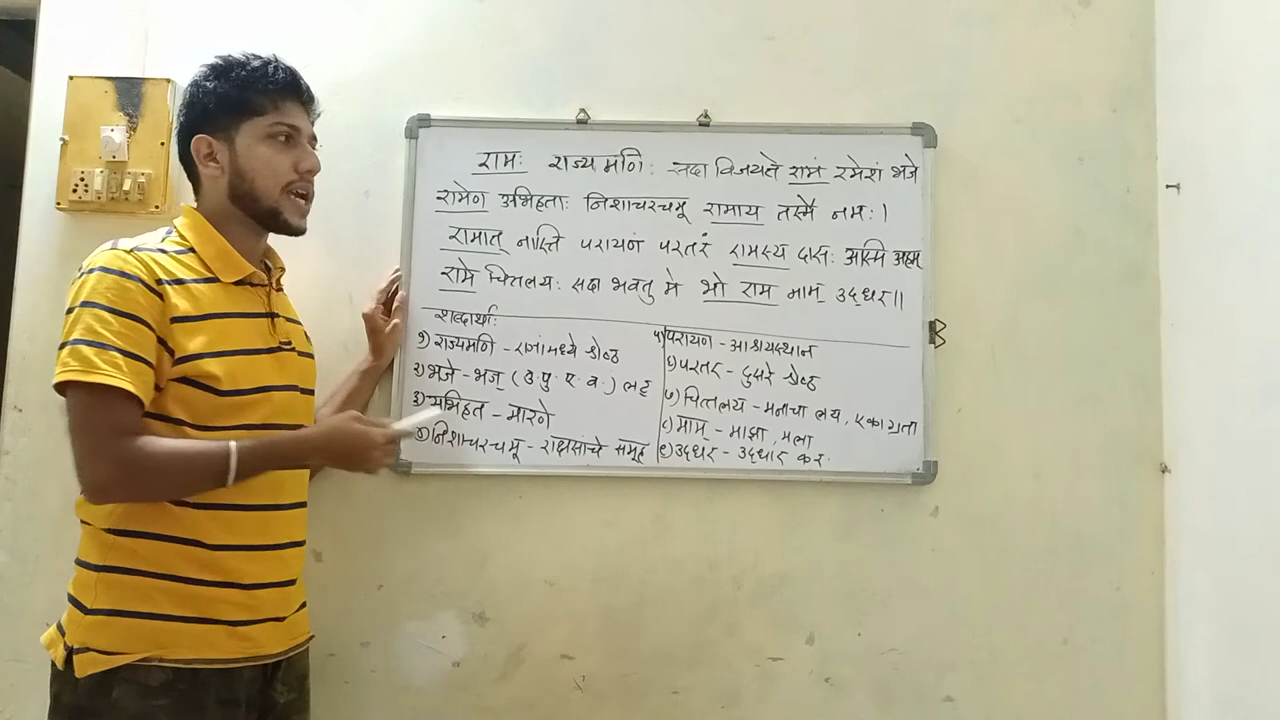 रामः राज्यमणिः सदा विजयते रामं रमेशं भजे
रामेण अभिहताः निशाचरचमू रामाय तस्मै नमः।
रामात् नास्ति परायणं परतरं रामस्य दासः अस्मि अहम्
रामे चित्तलयः सदा भवतु मे भो राम माम् उद्धर॥
शब्दार्थाः
१) राज्यमणि - राजांमध्ये श्रेष्ठ
२) भजे - भज् (उ. पु. ए. व.) लट्
३) अभिहत - मारणे
४) निशाचरचमू - राक्षसांचे समूह
५) परायण - आश्रयस्थान
६) परतर - दुसरे श्रेष्ठ
७) चित्तलय - मनाचा लय, एकाग्रता
८) माम् - माझा, मला
९) उद्धर - उद्धार कर